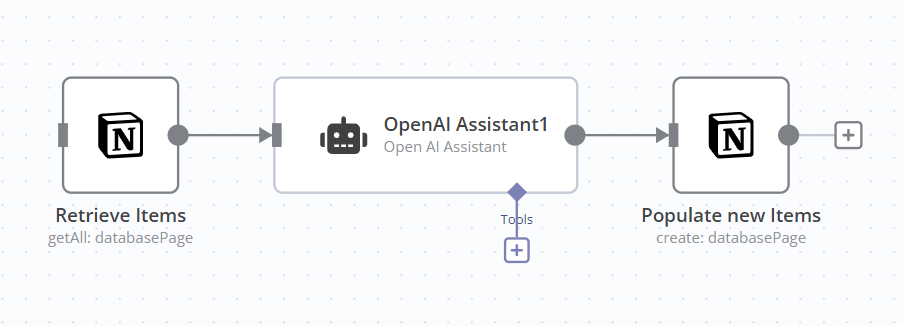 OpenAI Assistant1
Open AI Assistant
Retrieve Items
getAll: databasePage
Tools
Populate new Items
create: databasePage